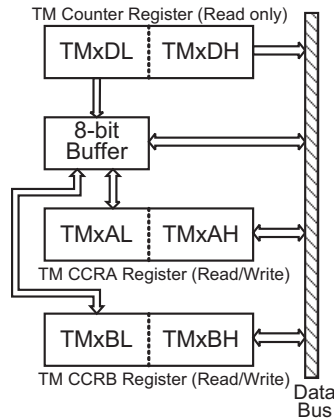 TM Counter Register (Read only)
TMxDL TMxDH
8-bit
Buffer
TMxAL TMxAH
TM CCRA Register (Read/Write)
TMxBL TMxBH
TM CCRB Register (Read/Write)
Data
Bus